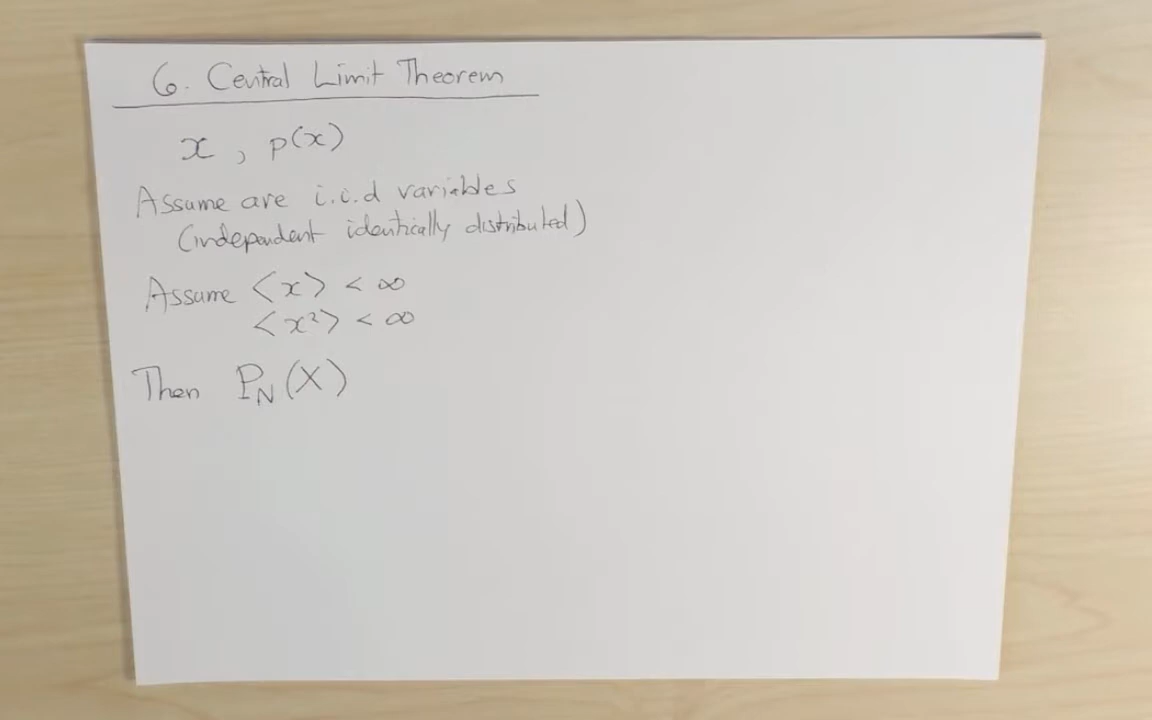 6. Central Limit Theorem
x, p(x)
Assume are i.i.d variables
(independent identically distributed)
Assume <x> < ∞
<x²> < ∞
Then P_N(X)